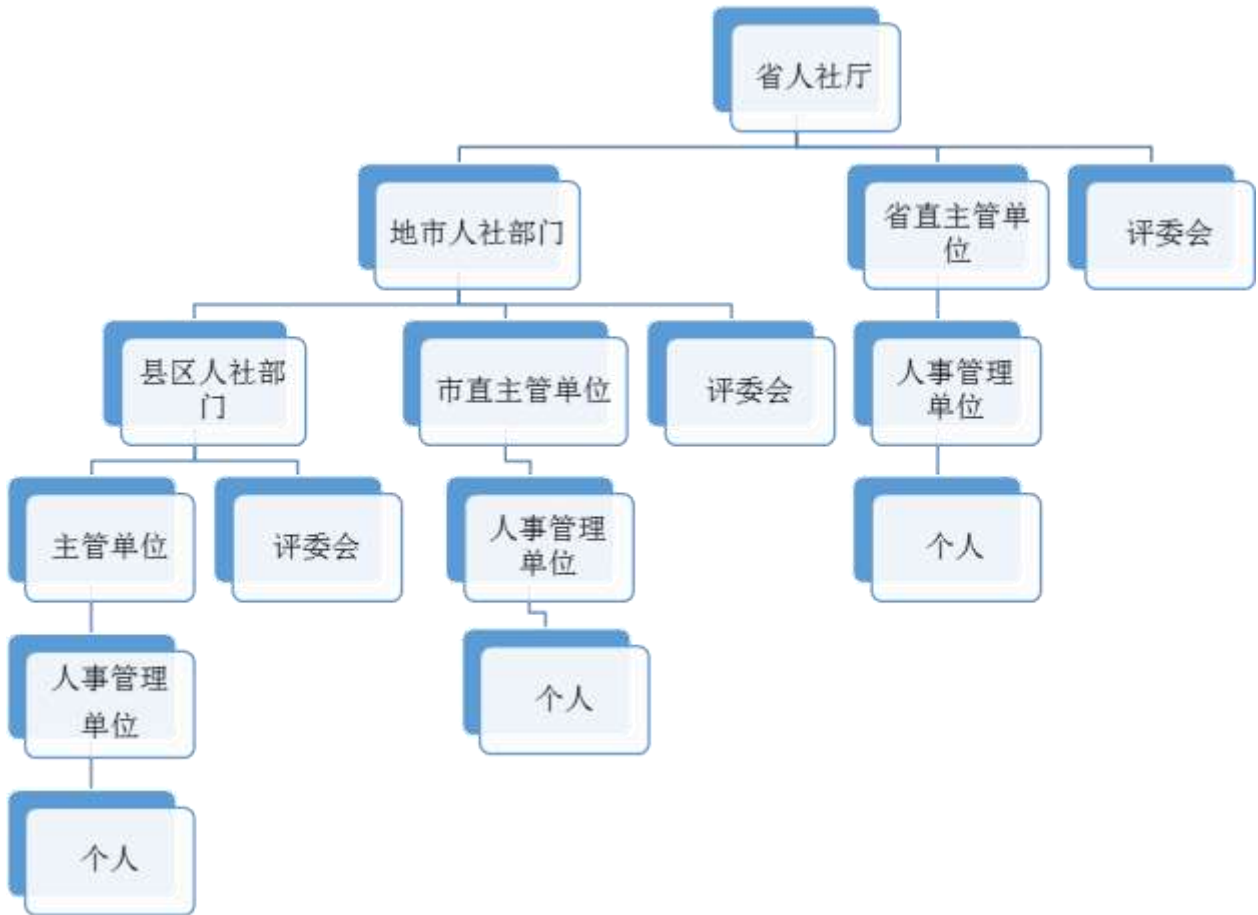 省人社厅
地市人社部门
省直主管单
位
评委会
县区人社部
门
市直主管单位
评委会
人事管理
单位
主管单位
评委会
人事管理
单位
个人
人事管理
单位
个人
个人